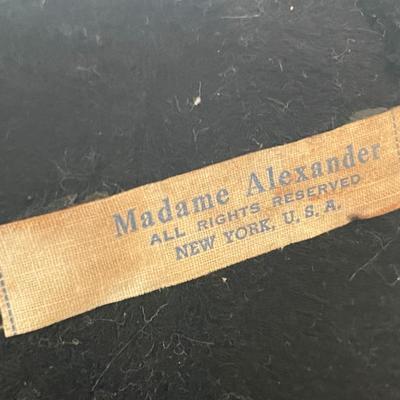 Madame Alexander
ALL RIGHTS RESERVED
NEW YORK, U. S. A.